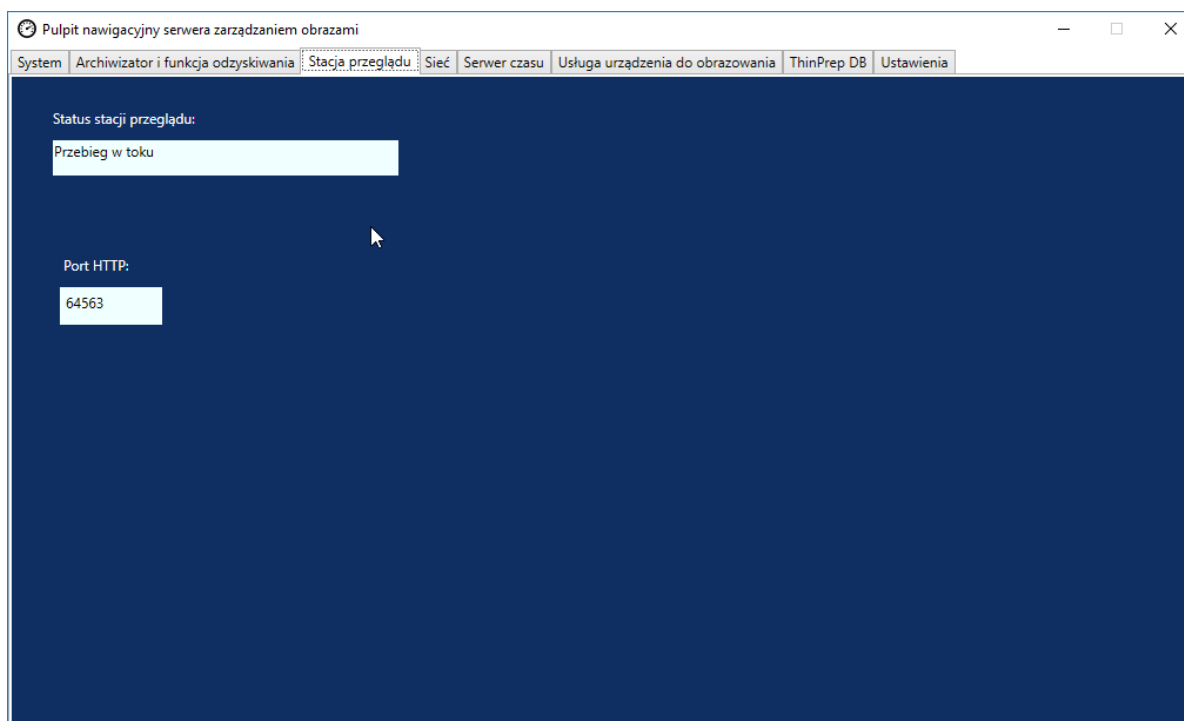 Pulpit nawigacyjny serwera zarządzaniem obrazami
System Archiwizator i funkcja odzyskiwania Stacja przeglądu Sieć Serwer czasu Usługa urządzenia do obrazowania ThinPrep DB Ustawienia
Status stacji przeglądu:
Przebieg w toku
Port HTTP:
64563